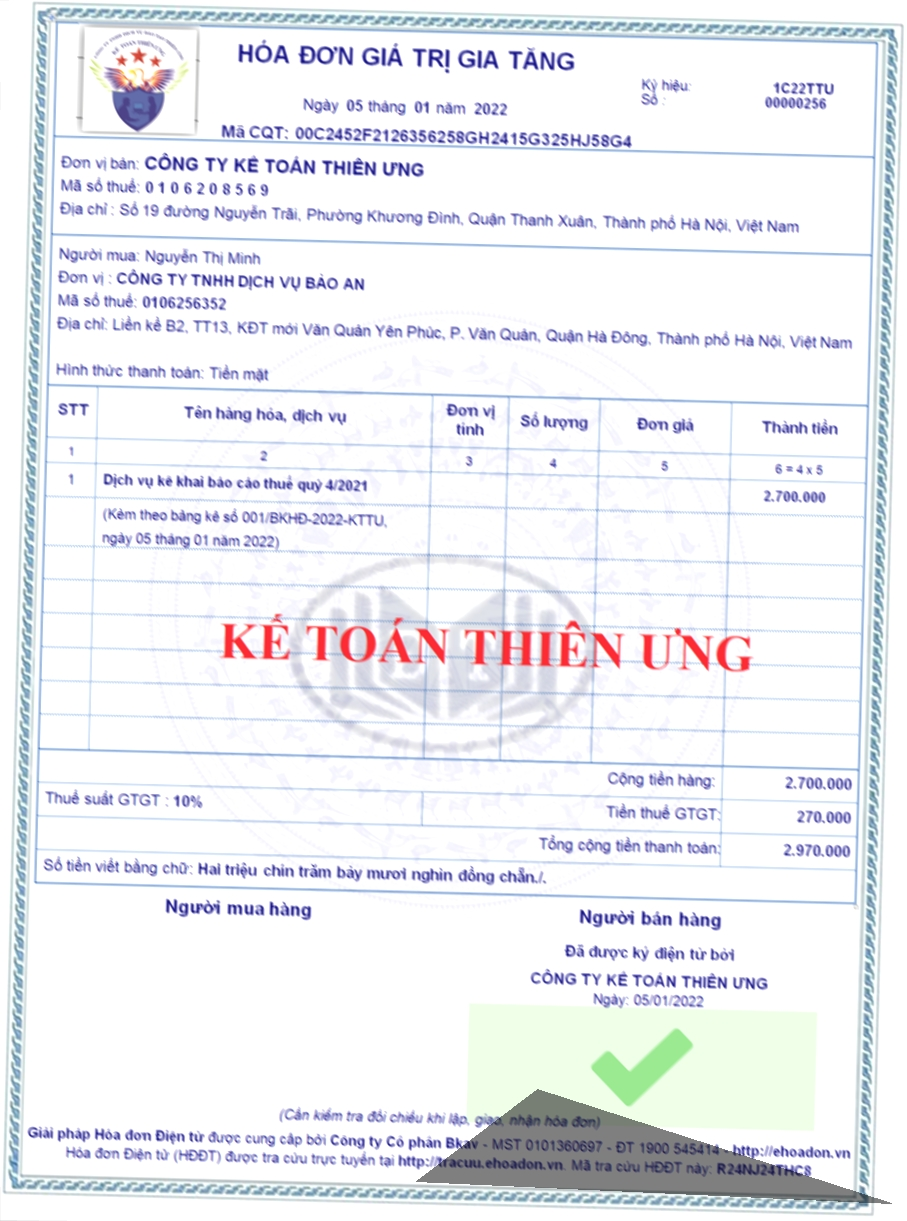 KẾ TOÁN THIÊN ƯNG
HÓA ĐƠN GIÁ TRỊ GIA TĂNG
Ký hiệu: 1C22TTU
Số : 00000256
Ngày 05 tháng 01 năm 2022
Mã CQT: 00C2452F2126356258GH2415G325HJ58G4
Đơn vị bán: CÔNG TY KẾ TOÁN THIÊN ƯNG
Mã số thuế: 0 1 0 6 2 0 8 5 6 9
Địa chỉ : Số 19 đường Nguyễn Trãi, Phường Khương Đình, Quận Thanh Xuân, Thành phố Hà Nội, Việt Nam
Người mua: Nguyễn Thị Minh
Đơn vị : CÔNG TY TNHH DỊCH VỤ BẢO AN
Mã số thuế: 0106256352
Địa chỉ: Liền kề B2, TT13, KĐT mới Văn Quán Yên Phúc, P. Văn Quán, Quận Hà Đông, Thành phố Hà Nội, Việt Nam
Hình thức thanh toán: Tiền mặt
STT Tên hàng hóa, dịch vụ Đơn vị tính Số lượng Đơn giá Thành tiền
1 2 3 4 5 6 = 4 x 5
1 Dịch vụ kê khai báo cáo thuế quý 4/2021 2.700.000
(Kèm theo bảng kê số 001/BKHĐ-2022-KTTU,
ngày 05 tháng 01 năm 2022)
KẾ TOÁN THIÊN ƯNG
Cộng tiền hàng: 2.700.000
Thuế suất GTGT : 10% Tiền thuế GTGT: 270.000
Tổng cộng tiền thanh toán: 2.970.000
Số tiền viết bằng chữ: Hai triệu chín trăm bảy mươi nghìn đồng chẵn./.
Người mua hàng Người bán hàng
Đã được ký điện tử bởi
CÔNG TY KẾ TOÁN THIÊN ƯNG
Ngày: 05/01/2022
(Cần kiểm tra đối chiếu khi lập, giao, nhận hóa đơn)
Giải pháp Hóa đơn Điện tử được cung cấp bởi Công ty Cổ phần Bkav - MST 0101360697 - ĐT 1900 545414 - http://ehoadon.vn
Hóa đơn Điện tử (HĐĐT) được tra cứu trực tuyến tại http://tracuu.ehoadon.vn. Mã tra cứu HĐĐT này: R24NJ24THC8